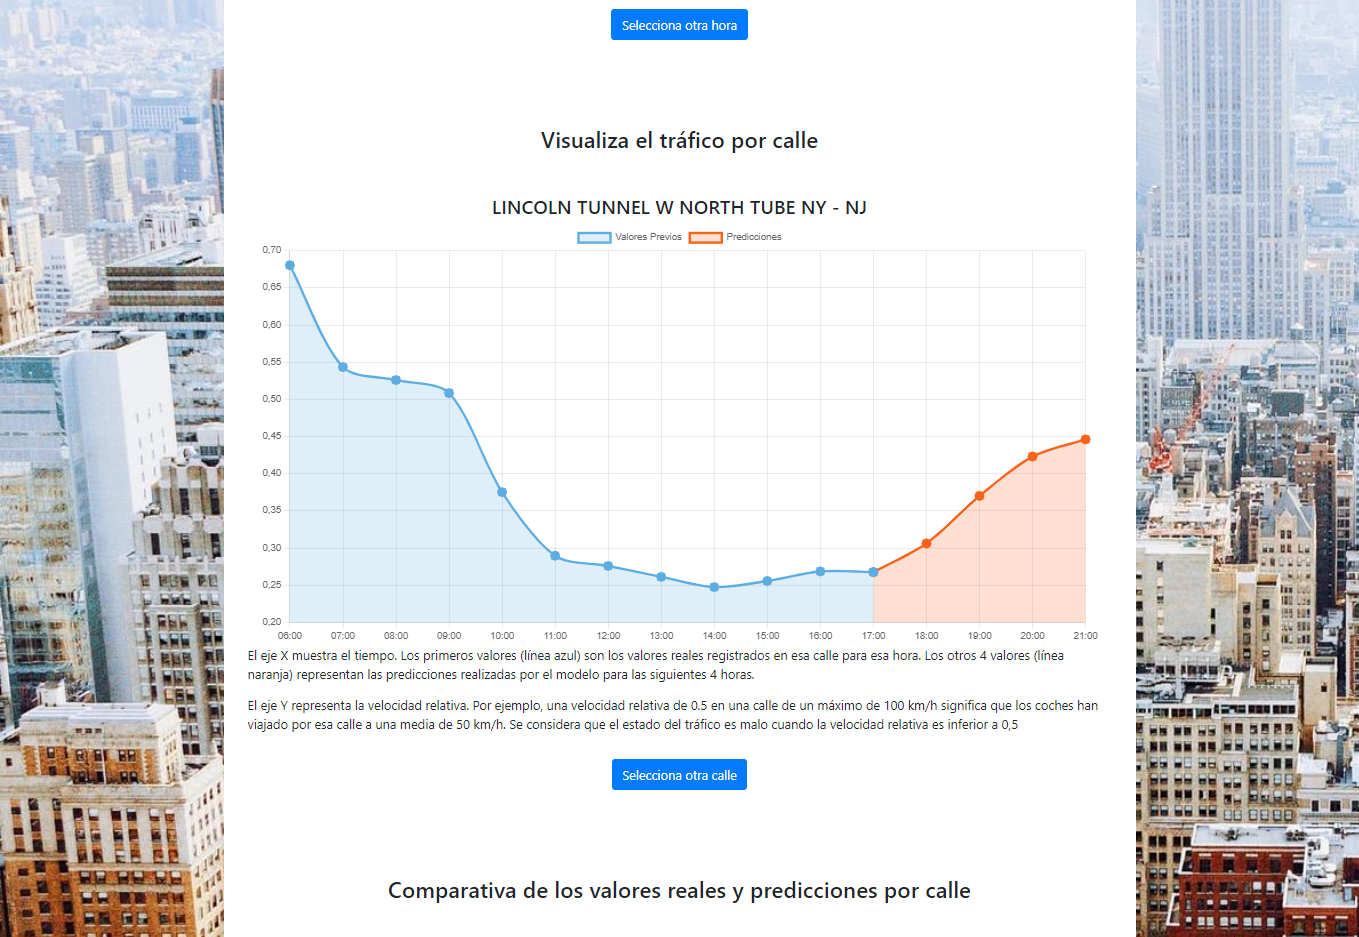 Selecciona otra hora
Visualiza el tráfico por calle
LINCOLN TUNNEL W NORTH TUBE NY - NJ
Valores Previos Predicciones
0,70
0,65
0,60
0,55
0,50
0,45
0,40
0,35
0,30
0,25
0,20
06:00 07:00 08:00 09:00 10:00 11:00 12:00 13:00 14:00 15:00 16:00 17:00 18:00 19:00 20:00 21:00
El eje X muestra el tiempo. Los primeros valores (línea azul) son los valores reales registrados en esa calle para esa hora. Los otros 4 valores (línea
naranja) representan las predicciones realizadas por el modelo para las siguientes 4 horas.
El eje Y representa la velocidad relativa. Por ejemplo, una velocidad relativa de 0.5 en una calle de un máximo de 100 km/h significa que los coches han
viajado por esa calle a una media de 50 km/h. Se considera que el estado del tráfico es malo cuando la velocidad relativa es inferior a 0,5
Selecciona otra calle
Comparativa de los valores reales y predicciones por calle